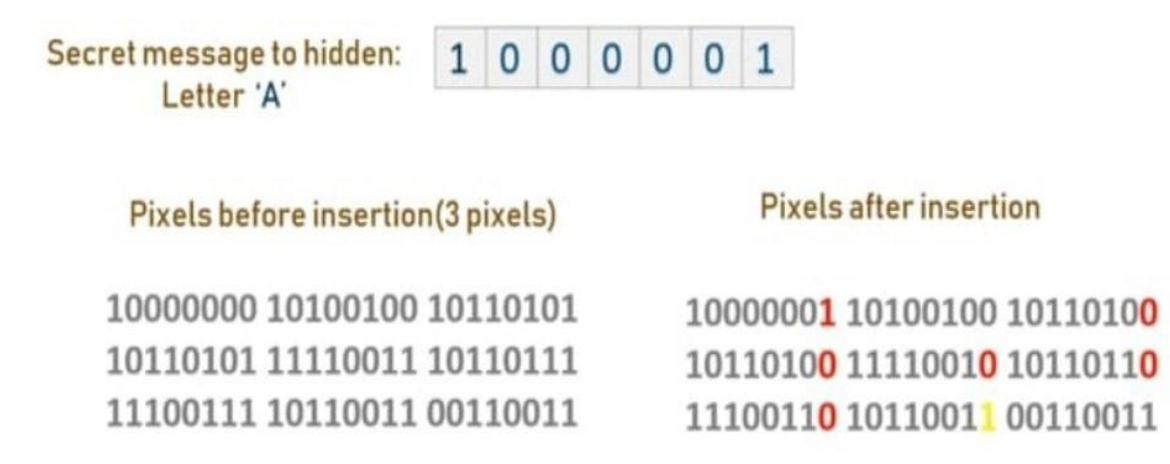 Secret message to hidden: 1 0 0 0 0 0 1
Letter 'A'
Pixels before insertion(3 pixels)
Pixels after insertion
10000000 10100100 10110101
10110101 11110011 10110111
11100111 10110011 00110011
10000001 10100100 10110100
10110100 11110010 10110110
11100110 10110011 00110011